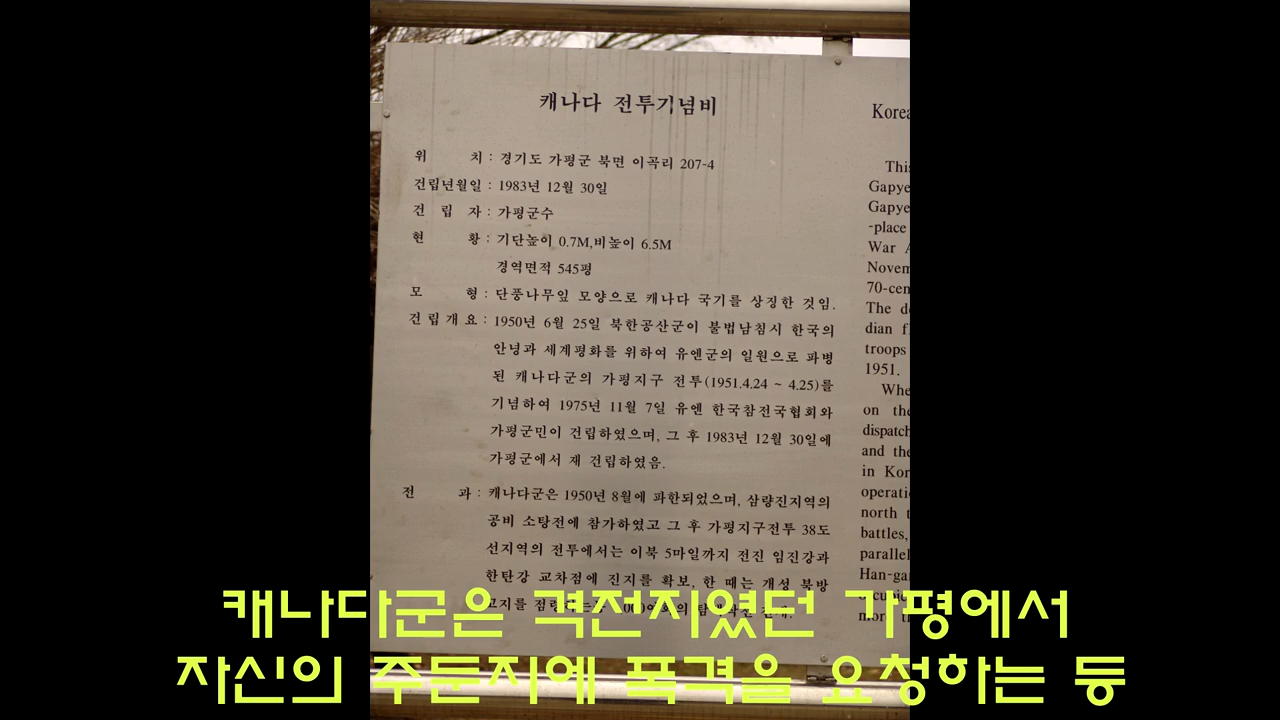 캐나다 전투기념비
위 치 : 경기도 가평군 북면 이곡리 207-4
건립년월일 : 1983년 12월 30일
건 립 자 : 가평군수
현 황 : 기단높이 0.7M,비높이 6.5M
경역면적 545평
모 형 : 단풍나무잎 모양으로 캐나다 국기를 상징한 것임.
건 립 개 요 : 1950년 6월 25일 북한공산군이 불법남침시 한국의
안녕과 세계평화를 위하여 유엔군의 일원으로 파병
된 캐나다군의 가평지구 전투(1951.4.24 ~ 4.25)를
기념하여 1975년 11월 7일 유엔 한국참전국협회와
가평군민이 건립하였으며, 그 후 1983년 12월 30일에
가평군에서 재 건립하였음.
전 과 : 캐나다군은 1950년 8월에 파한되었으며, 삼량진지역의
공비 소탕전에 참가하였고 그 후 가평지구전투 38도
선지역의 전투에서는 이북 5마일까지 전진 임진강과
한탄강 교차점에 진지를 확보, 한 때는 개성 북방
고지를
Korea
This
Gapye
Gapye
-place
War A
Novem
70-cen
The de
dian f
troops
1951.
Whe
on the
dispatch
and the
in Kor
operatio
north t
battles,
parallel
Han-ga
캐나다군은 격전지였던 가평에서
자신의 주둔지에 폭격을 요청하는 등